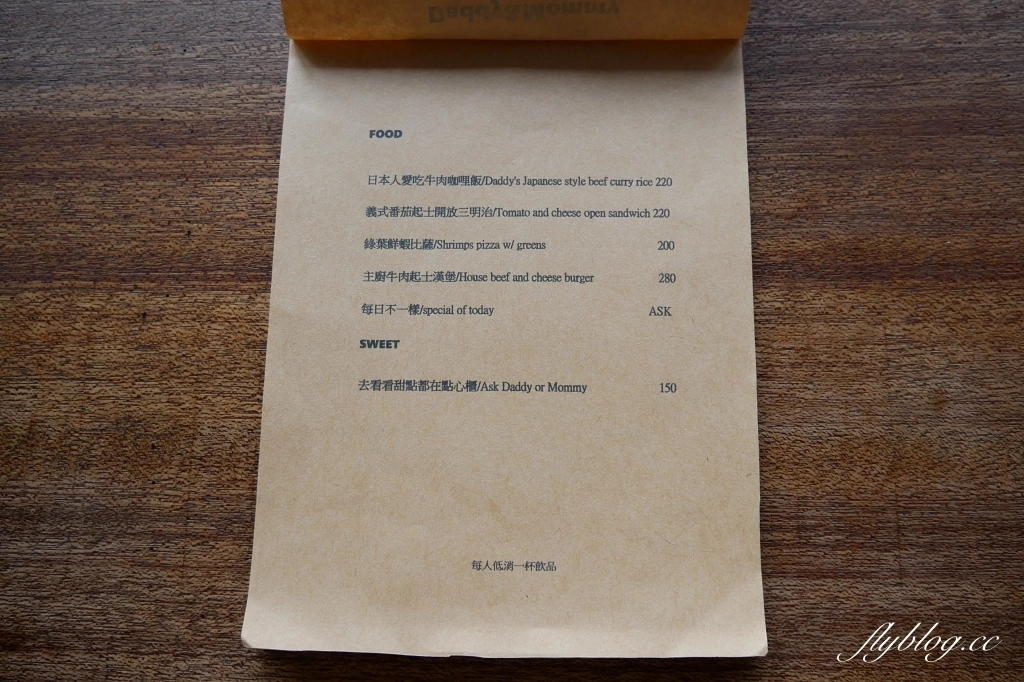 Daddy&Mommy
FOOD
日本人愛吃牛肉咖哩飯/Daddy's Japanese style beef curry rice 220
義式番茄起士開放三明治/Tomato and cheese open sandwich 220
綠葉鮮蝦比薩/Shrimps pizza w/ greens 200
主廚牛肉起士漢堡/House beef and cheese burger 280
每日不一樣/special of today ASK
SWEET
去看看甜點都在點心櫃/Ask Daddy or Mommy 150
每人低消一杯飲品
flyblog.cc